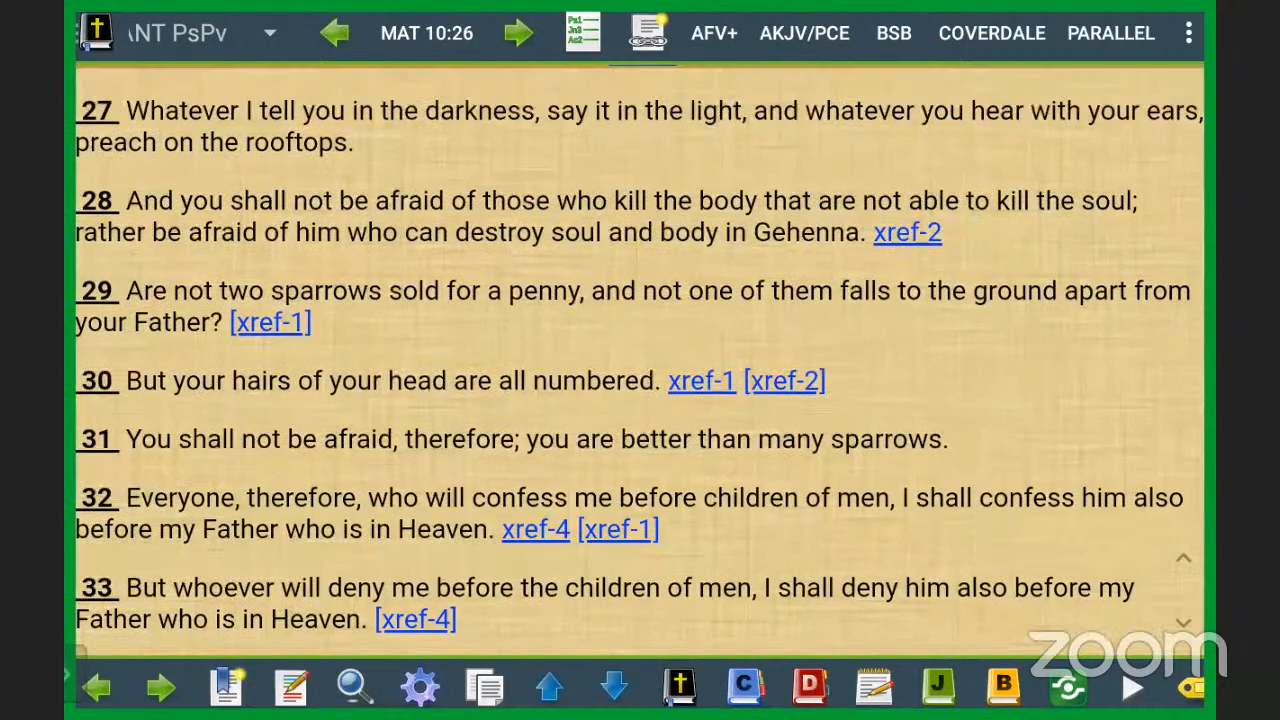 ANT PsPv MAT 10:26 Ps1 Jn3 Ac2 AFV+ AKJV/PCE BSB COVERDALE PARALLEL
27 Whatever I tell you in the darkness, say it in the light, and whatever you hear with your ears,
preach on the rooftops.
28 And you shall not be afraid of those who kill the body that are not able to kill the soul;
rather be afraid of him who can destroy soul and body in Gehenna. xref-2
29 Are not two sparrows sold for a penny, and not one of them falls to the ground apart from
your Father? [xref-1]
30 But your hairs of your head are all numbered. xref-1 [xref-2]
31 You shall not be afraid, therefore; you are better than many sparrows.
32 Everyone, therefore, who will confess me before children of men, I shall confess him also
before my Father who is in Heaven. xref-4 [xref-1]
33 But whoever will deny me before the children of men, I shall deny him also before my
Father who is in Heaven. [xref-4]
zoom
C D J B